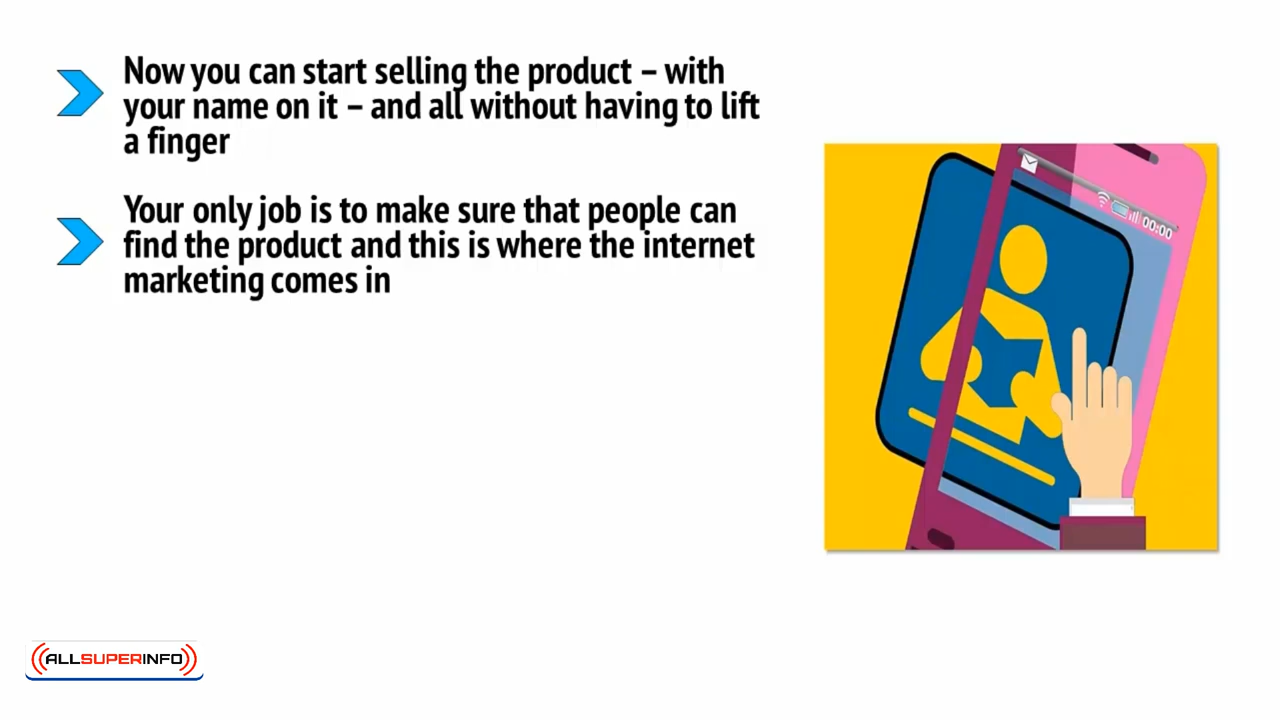 Now you can start selling the product – with
your name on it – and all without having to lift
a finger
Your only job is to make sure that people can
find the product and this is where the internet
marketing comes in
00:00
ALLSUPERINFO